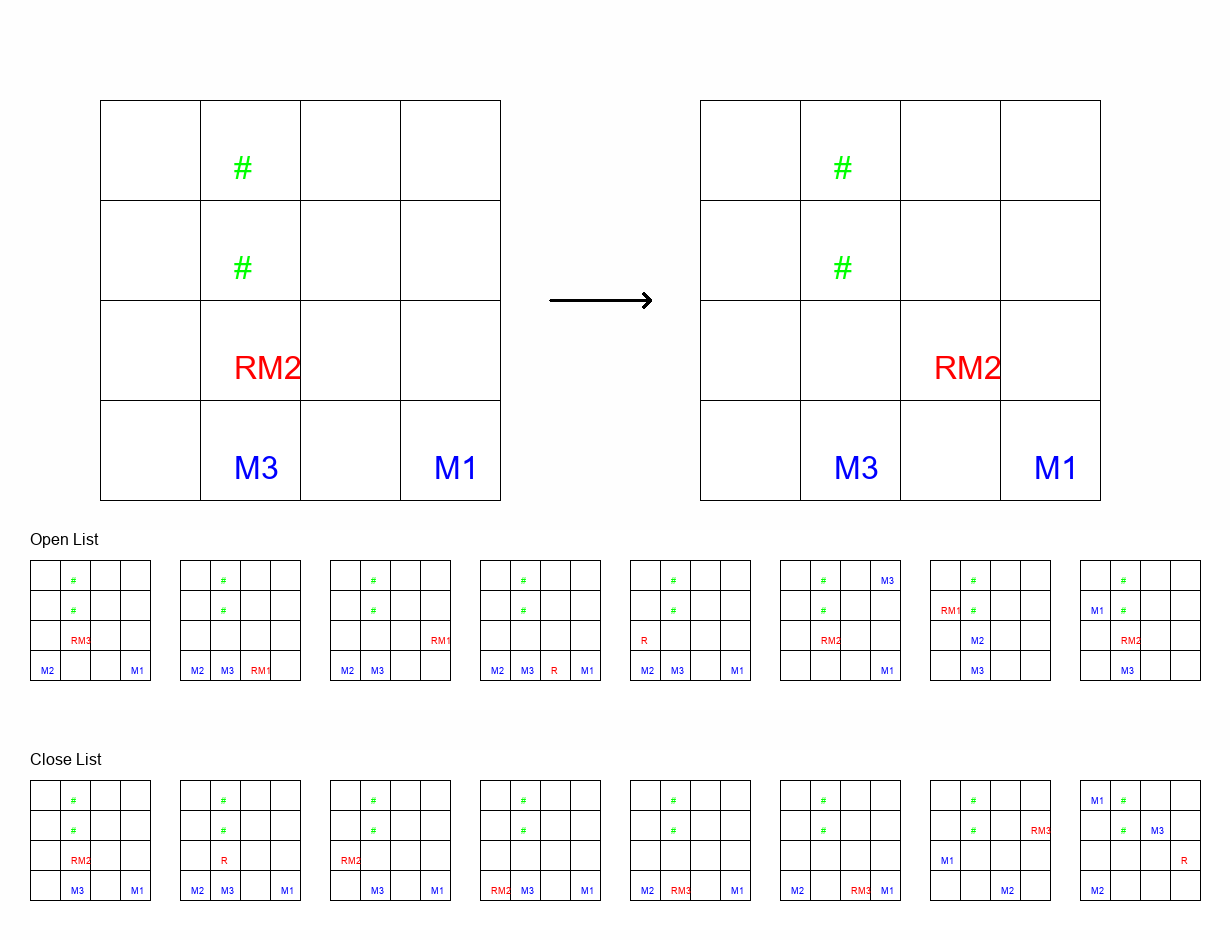 # #
# #
RM2 RM2
M3 M1 M3 M1
Open List
# # # # # # M3 # #
# # # # # # RM1 # M1 #
RM3 RM1 R RM2 M2 RM2
M2 M1 M2 M3 RM1 M2 M3 M2 M3 R M1 M2 M3 M1 M1 M3 M3
Close List
# # # # # # # M1 #
# # # # # # # RM3 # M3
RM2 R RM2 M1 R
M3 M1 M2 M3 M1 M3 M1 RM2 M3 M1 M2 RM3 M1 M2 RM3 M1 M2 M2